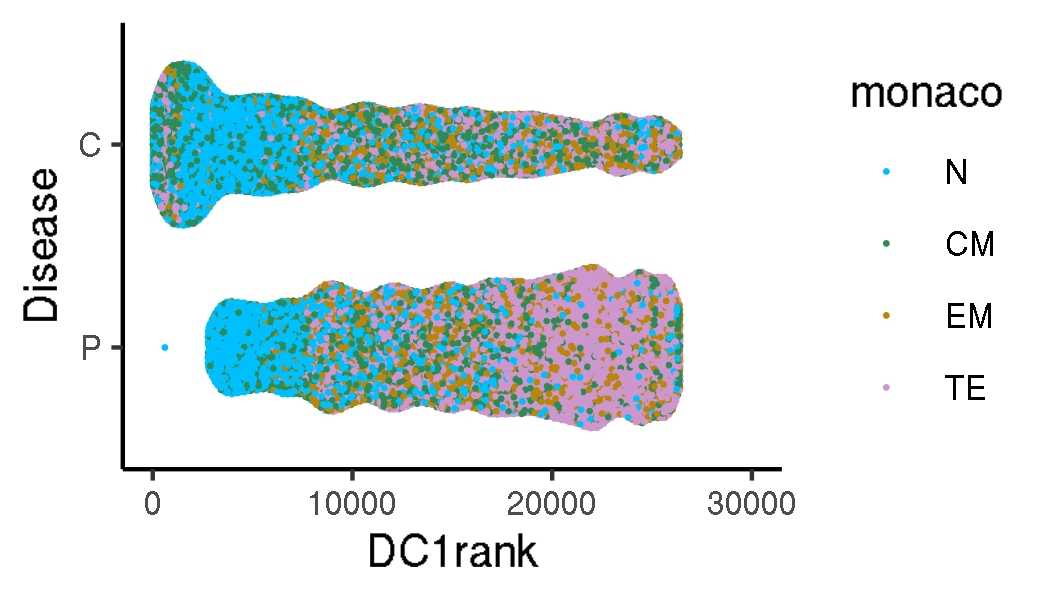 monaco
N
CM
EM
TE
Disease
C
P
0
10000
20000
30000
DC1rank